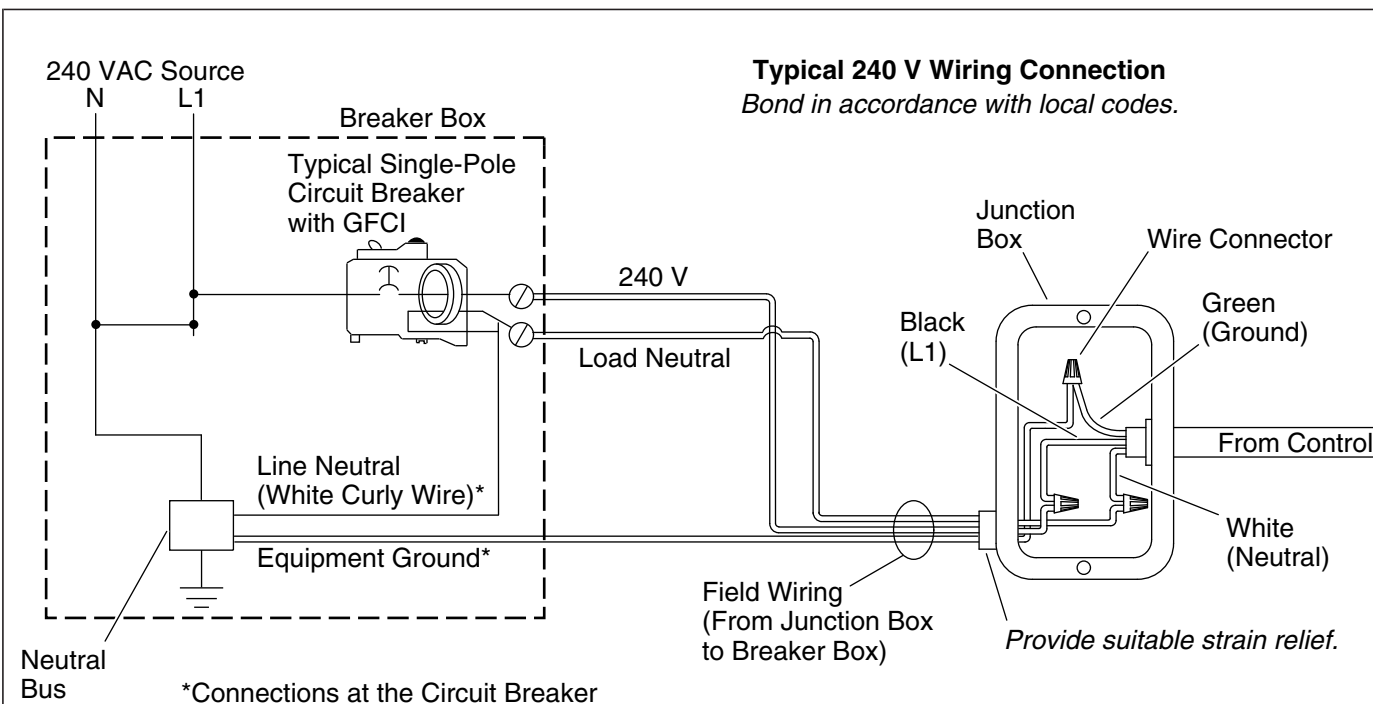 240 VAC Source
N L1
Typical 240 V Wiring Connection
Bond in accordance with local codes.
Breaker Box
Typical Single-Pole
Circuit Breaker
with GFCI
240 V
Load Neutral
Junction
Box
Wire Connector
Black
(L1)
Green
(Ground)
From Control
Line Neutral
(White Curly Wire)*
Equipment Ground*
White
(Neutral)
Field Wiring
(From Junction Box
to Breaker Box)
Provide suitable strain relief.
Neutral
Bus
*Connections at the Circuit Breaker